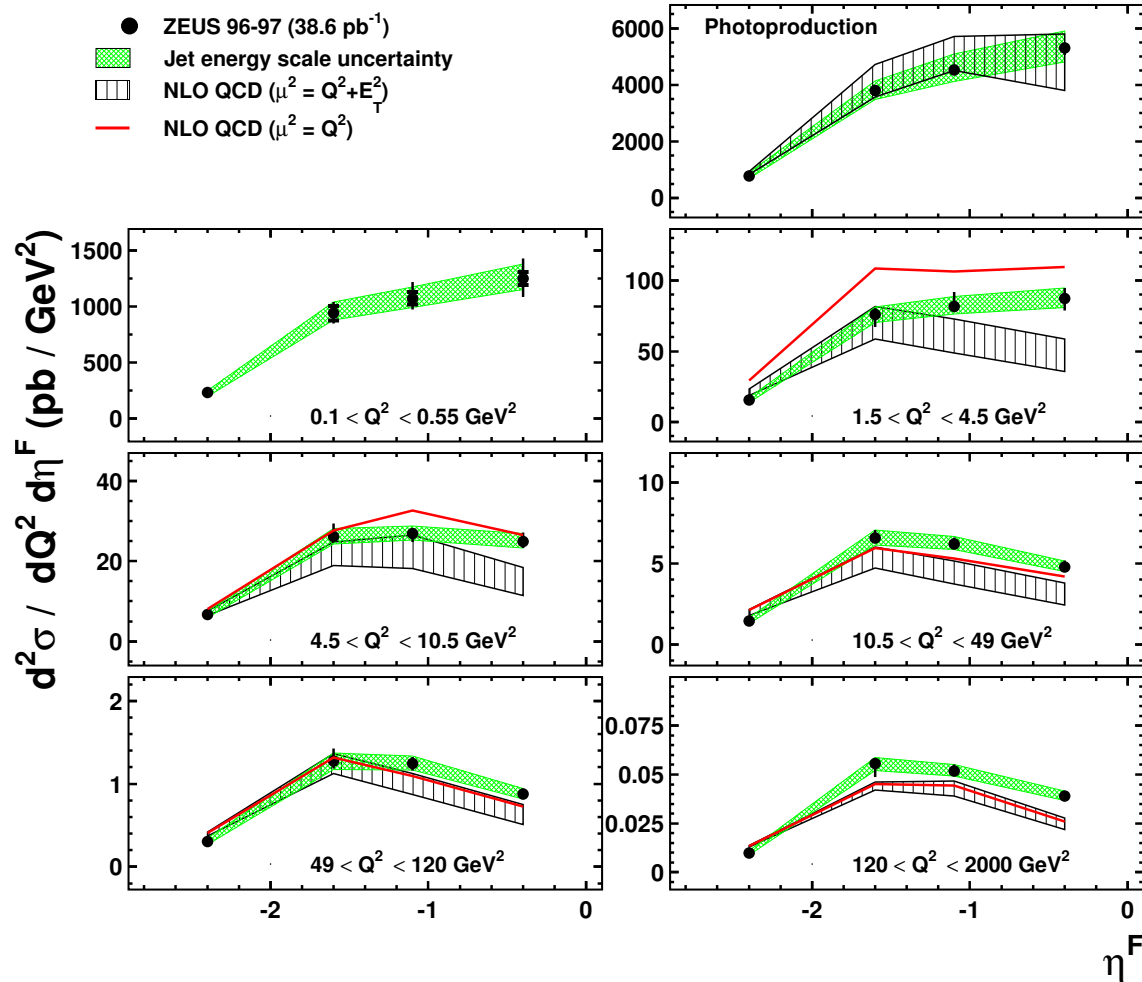 ZEUS 96-97 (38.6 pb⁻¹)
Jet energy scale uncertainty
NLO QCD (μ² = Q²+E_T²)
NLO QCD (μ² = Q²)
Photoproduction
6000
4000
2000
0
d²σ / dQ² dη^F (pb / GeV²)
1500
1000
500
0
0.1 < Q² < 0.55 GeV²
100
50
0
1.5 < Q² < 4.5 GeV²
40
20
0
4.5 < Q² < 10.5 GeV²
10
5
0
10.5 < Q² < 49 GeV²
2
1
0
49 < Q² < 120 GeV²
0.075
0.05
0.025
0
120 < Q² < 2000 GeV²
-2 -1 0
-2 -1 0
η^F